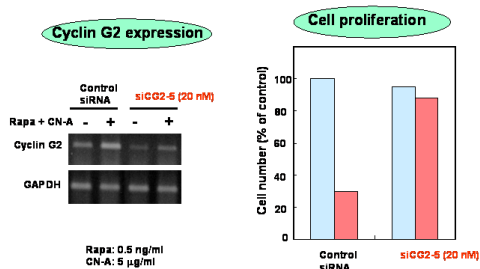 Cyclin G2 expression
Control
siRNA
siCG2-5 (20 nM)
Rapa + CN-A
- + - +
Cyclin G2
GAPDH
Rapa: 0.5 ng/ml
CN-A: 5 μg/ml
Cell proliferation
Cell number (% of control)
100
80
60
40
20
0
Control
siRNA
siCG2-5 (20 nM)